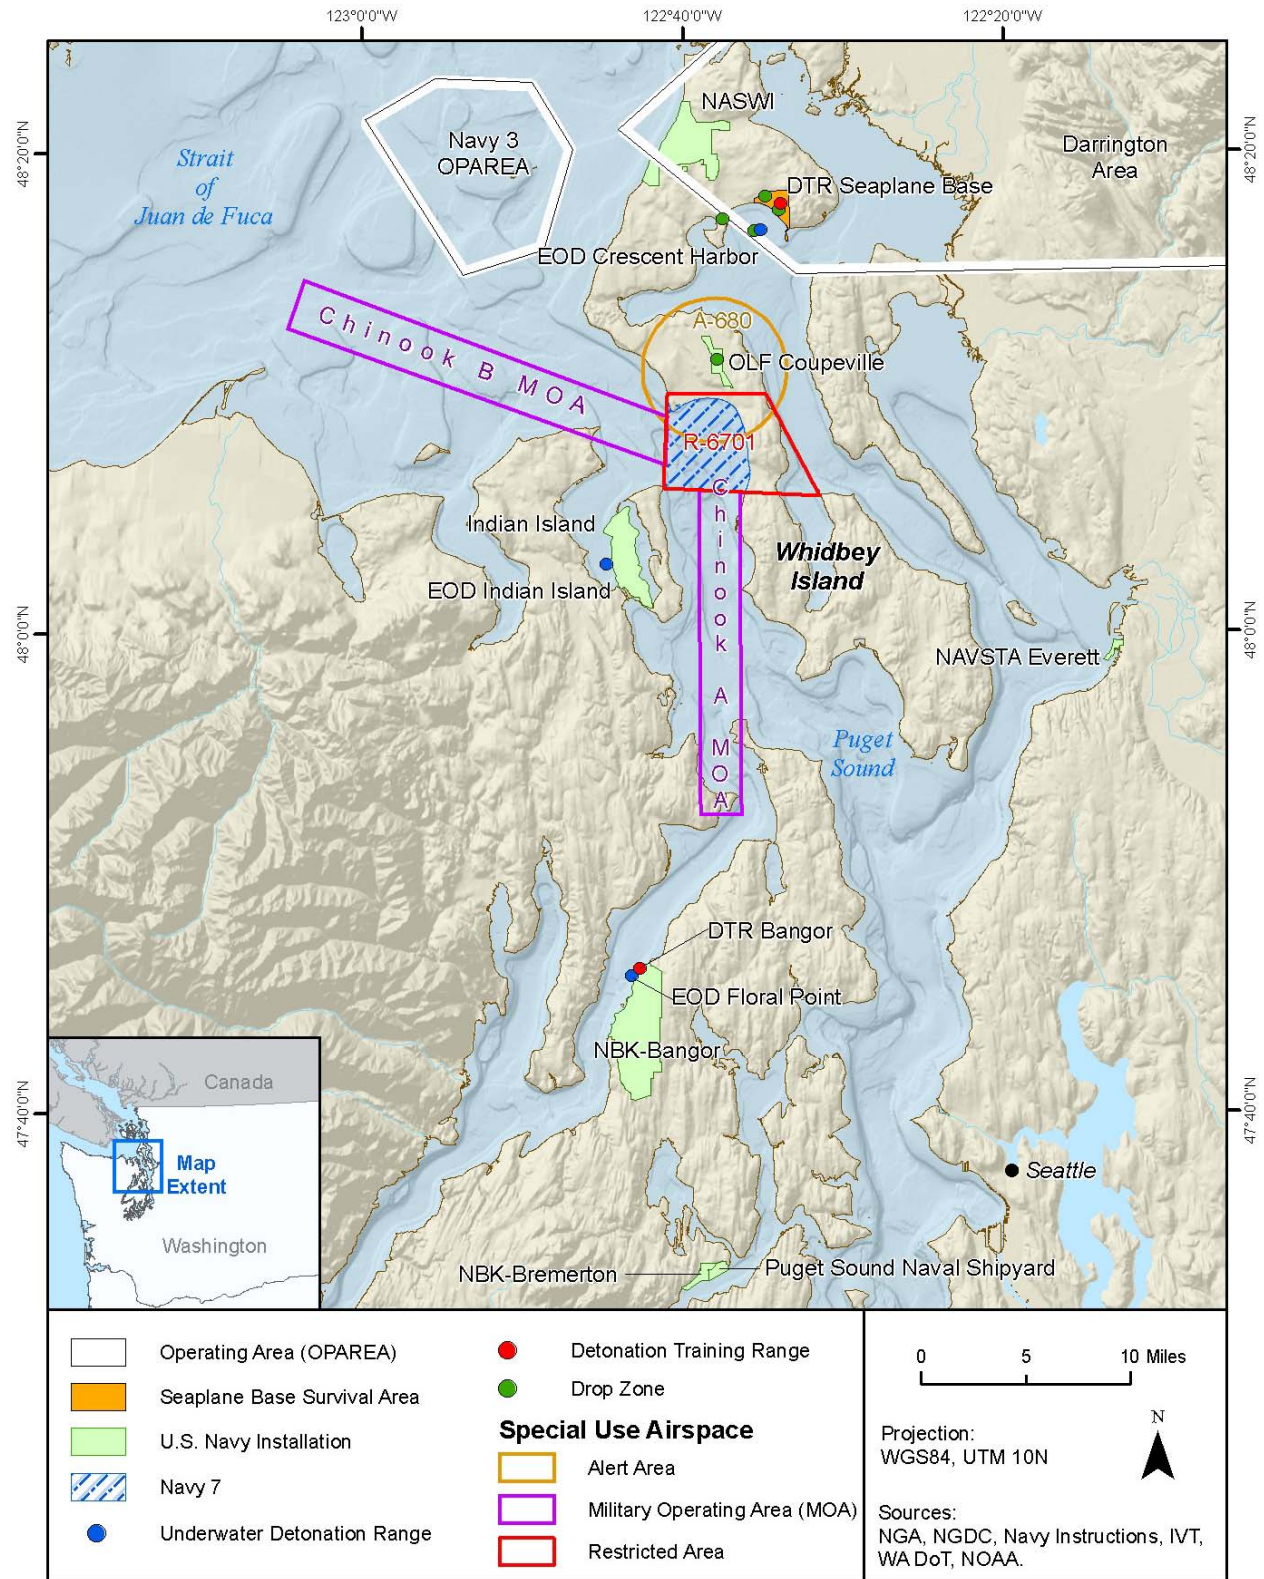 123°0'0"W
122°40'0"W
122°20'0"W
48°20'0"N
48°20'0"N
48°0'0"N
48°0'0"N
47°40'0"N
47°40'0"N
NASWI
Navy 3
OPAREA
Darrington
Area
Strait
of
Juan de Fuca
DTR Seaplane Base
EOD Crescent Harbor
Chinook B MOA
A-680
OLF Coupeville
R-6701
Chinook A MOA
Indian Island
Whidbey
Island
EOD Indian Island
NAVSTA Everett
Puget
Sound
DTR Bangor
EOD Floral Point
NBK-Bangor
Seattle
NBK-Bremerton
Puget Sound Naval Shipyard
Canada
Map
Extent
Washington
Operating Area (OPAREA)
Seaplane Base Survival Area
U.S. Navy Installation
Navy 7
Underwater Detonation Range
Detonation Training Range
Drop Zone
Special Use Airspace
Alert Area
Military Operating Area (MOA)
Restricted Area
0 5 10 Miles
N
Projection:
WGS84, UTM 10N
Sources:
NGA, NGDC, Navy Instructions, IVT,
WA DoT, NOAA.